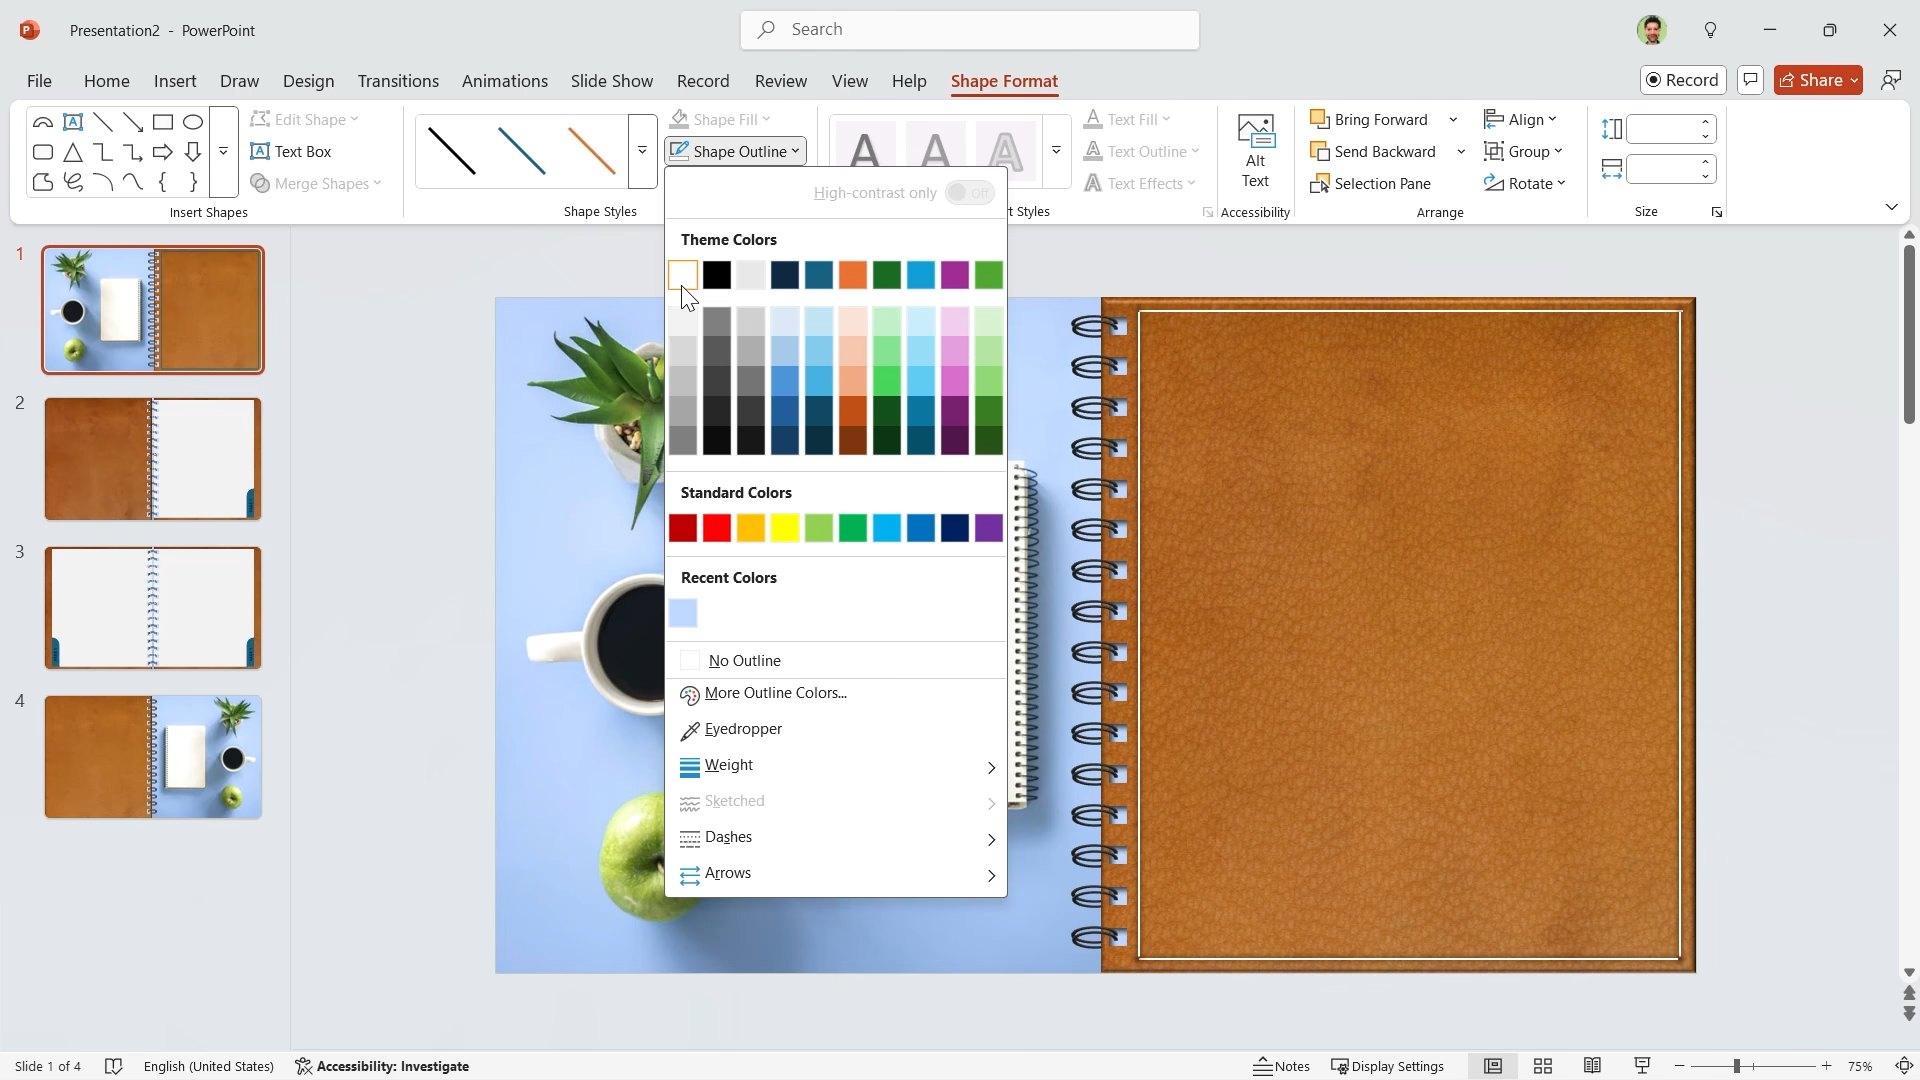 Presentation2 - PowerPoint
Search
File Home Insert Draw Design Transitions Animations Slide Show Record Review View Help Shape Format
Record
Share
Edit Shape
Text Box
Merge Shapes
Insert Shapes
Shape Fill
Shape Outline
Shape Styles
A A A
Text Fill
Text Outline
Text Effects
t Styles
Alt
Text
Accessibility
Bring Forward
Send Backward
Selection Pane
Align
Group
Rotate
Arrange
Size
High-contrast only Off
Theme Colors
Standard Colors
Recent Colors
No Outline
More Outline Colors...
Eyedropper
Weight
Sketched
Dashes
Arrows
1
2
3
4
Slide 1 of 4
English (United States)
Accessibility: Investigate
Notes
Display Settings
75%